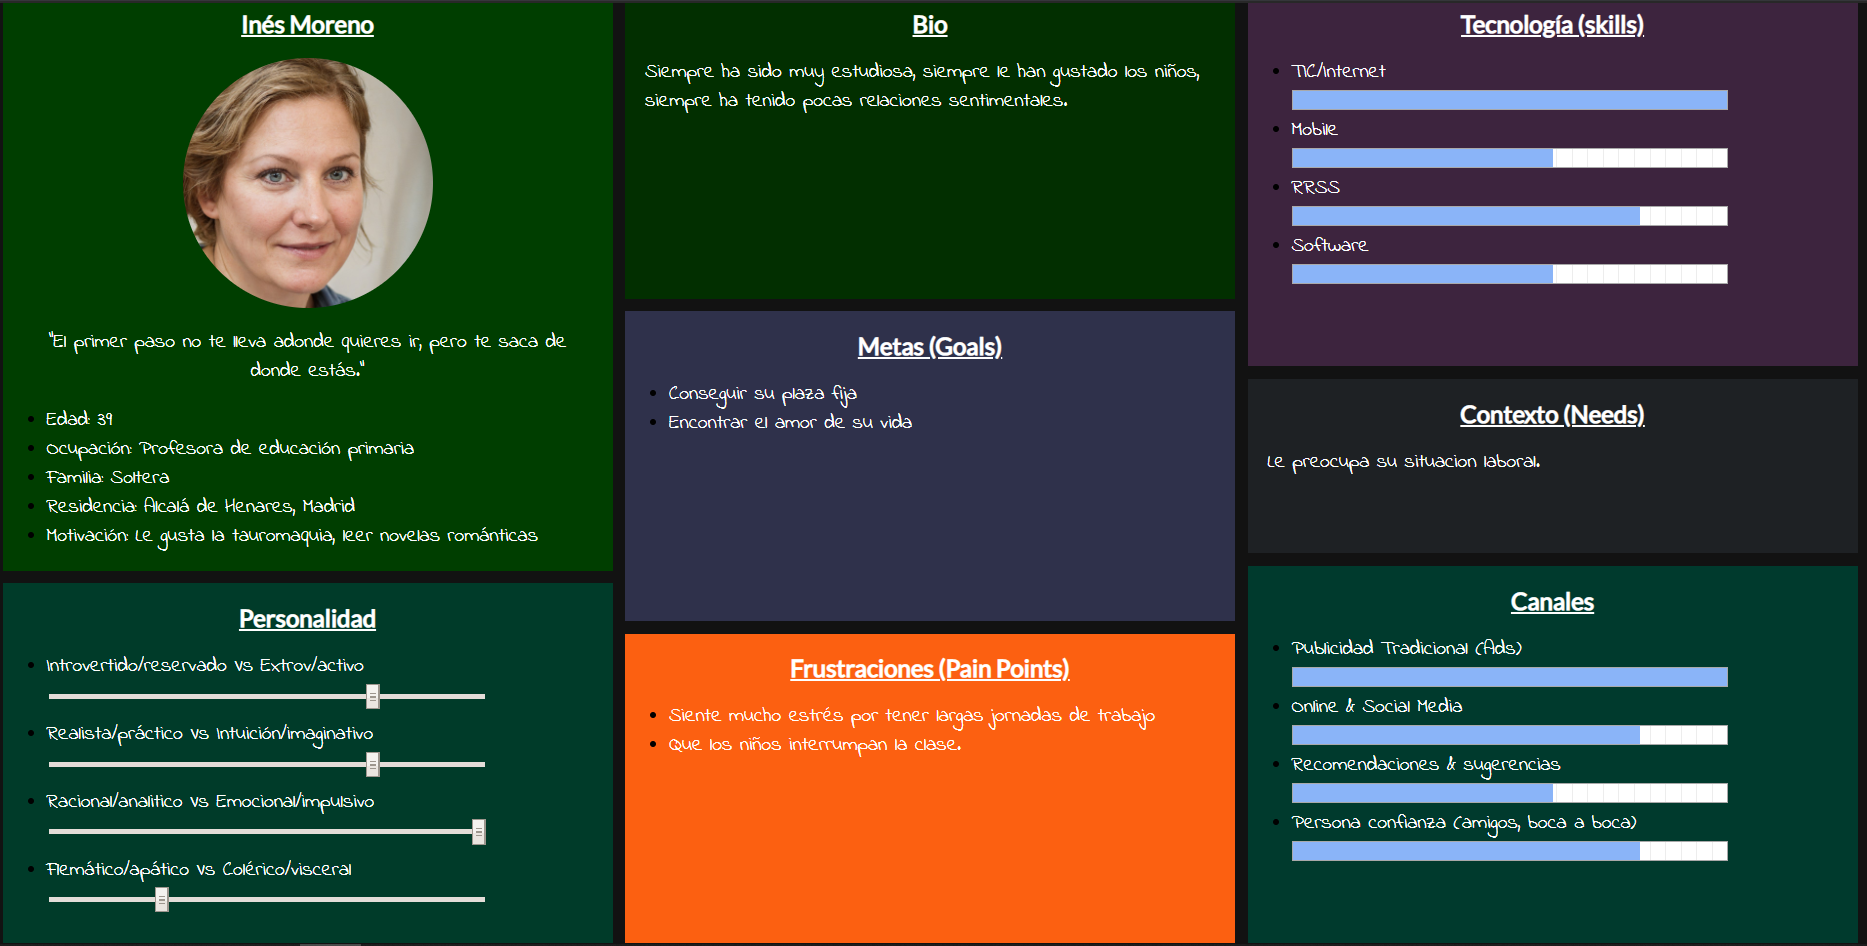 Inés Moreno
"El primer paso no te lleva adonde quieres ir, pero te saca de
donde estás."
Edad: 39
Ocupación: Profesora de educación primaria
Familia: Soltera
Residencia: Alcalá de Henares, Madrid
Motivación: Le gusta la tauromaquia, leer novelas románticas
Personalidad
Introvertido/reservado VS Extrov/activo
Realista/práctico VS Intuición/imaginativo
Racional/analítico VS Emocional/impulsivo
Flemático/apático VS Colérico/visceral
Bio
Siempre ha sido muy estudiosa, siempre le han gustado los niños,
siempre ha tenido pocas relaciones sentimentales.
Metas (Goals)
Conseguir su plaza fija
Encontrar el amor de su vida
Frustraciones (Pain Points)
Siente mucho estrés por tener largas jornadas de trabajo
Que los niños interrumpan la clase.
Tecnología (skills)
TIC/Internet
Mobile
RRSS
Software
Contexto (Needs)
Le preocupa su situacion laboral.
Canales
Publicidad Tradicional (Ads)
Online & Social Media
Recomendaciones & sugerencias
Persona confianza (amigos, boca a boca)